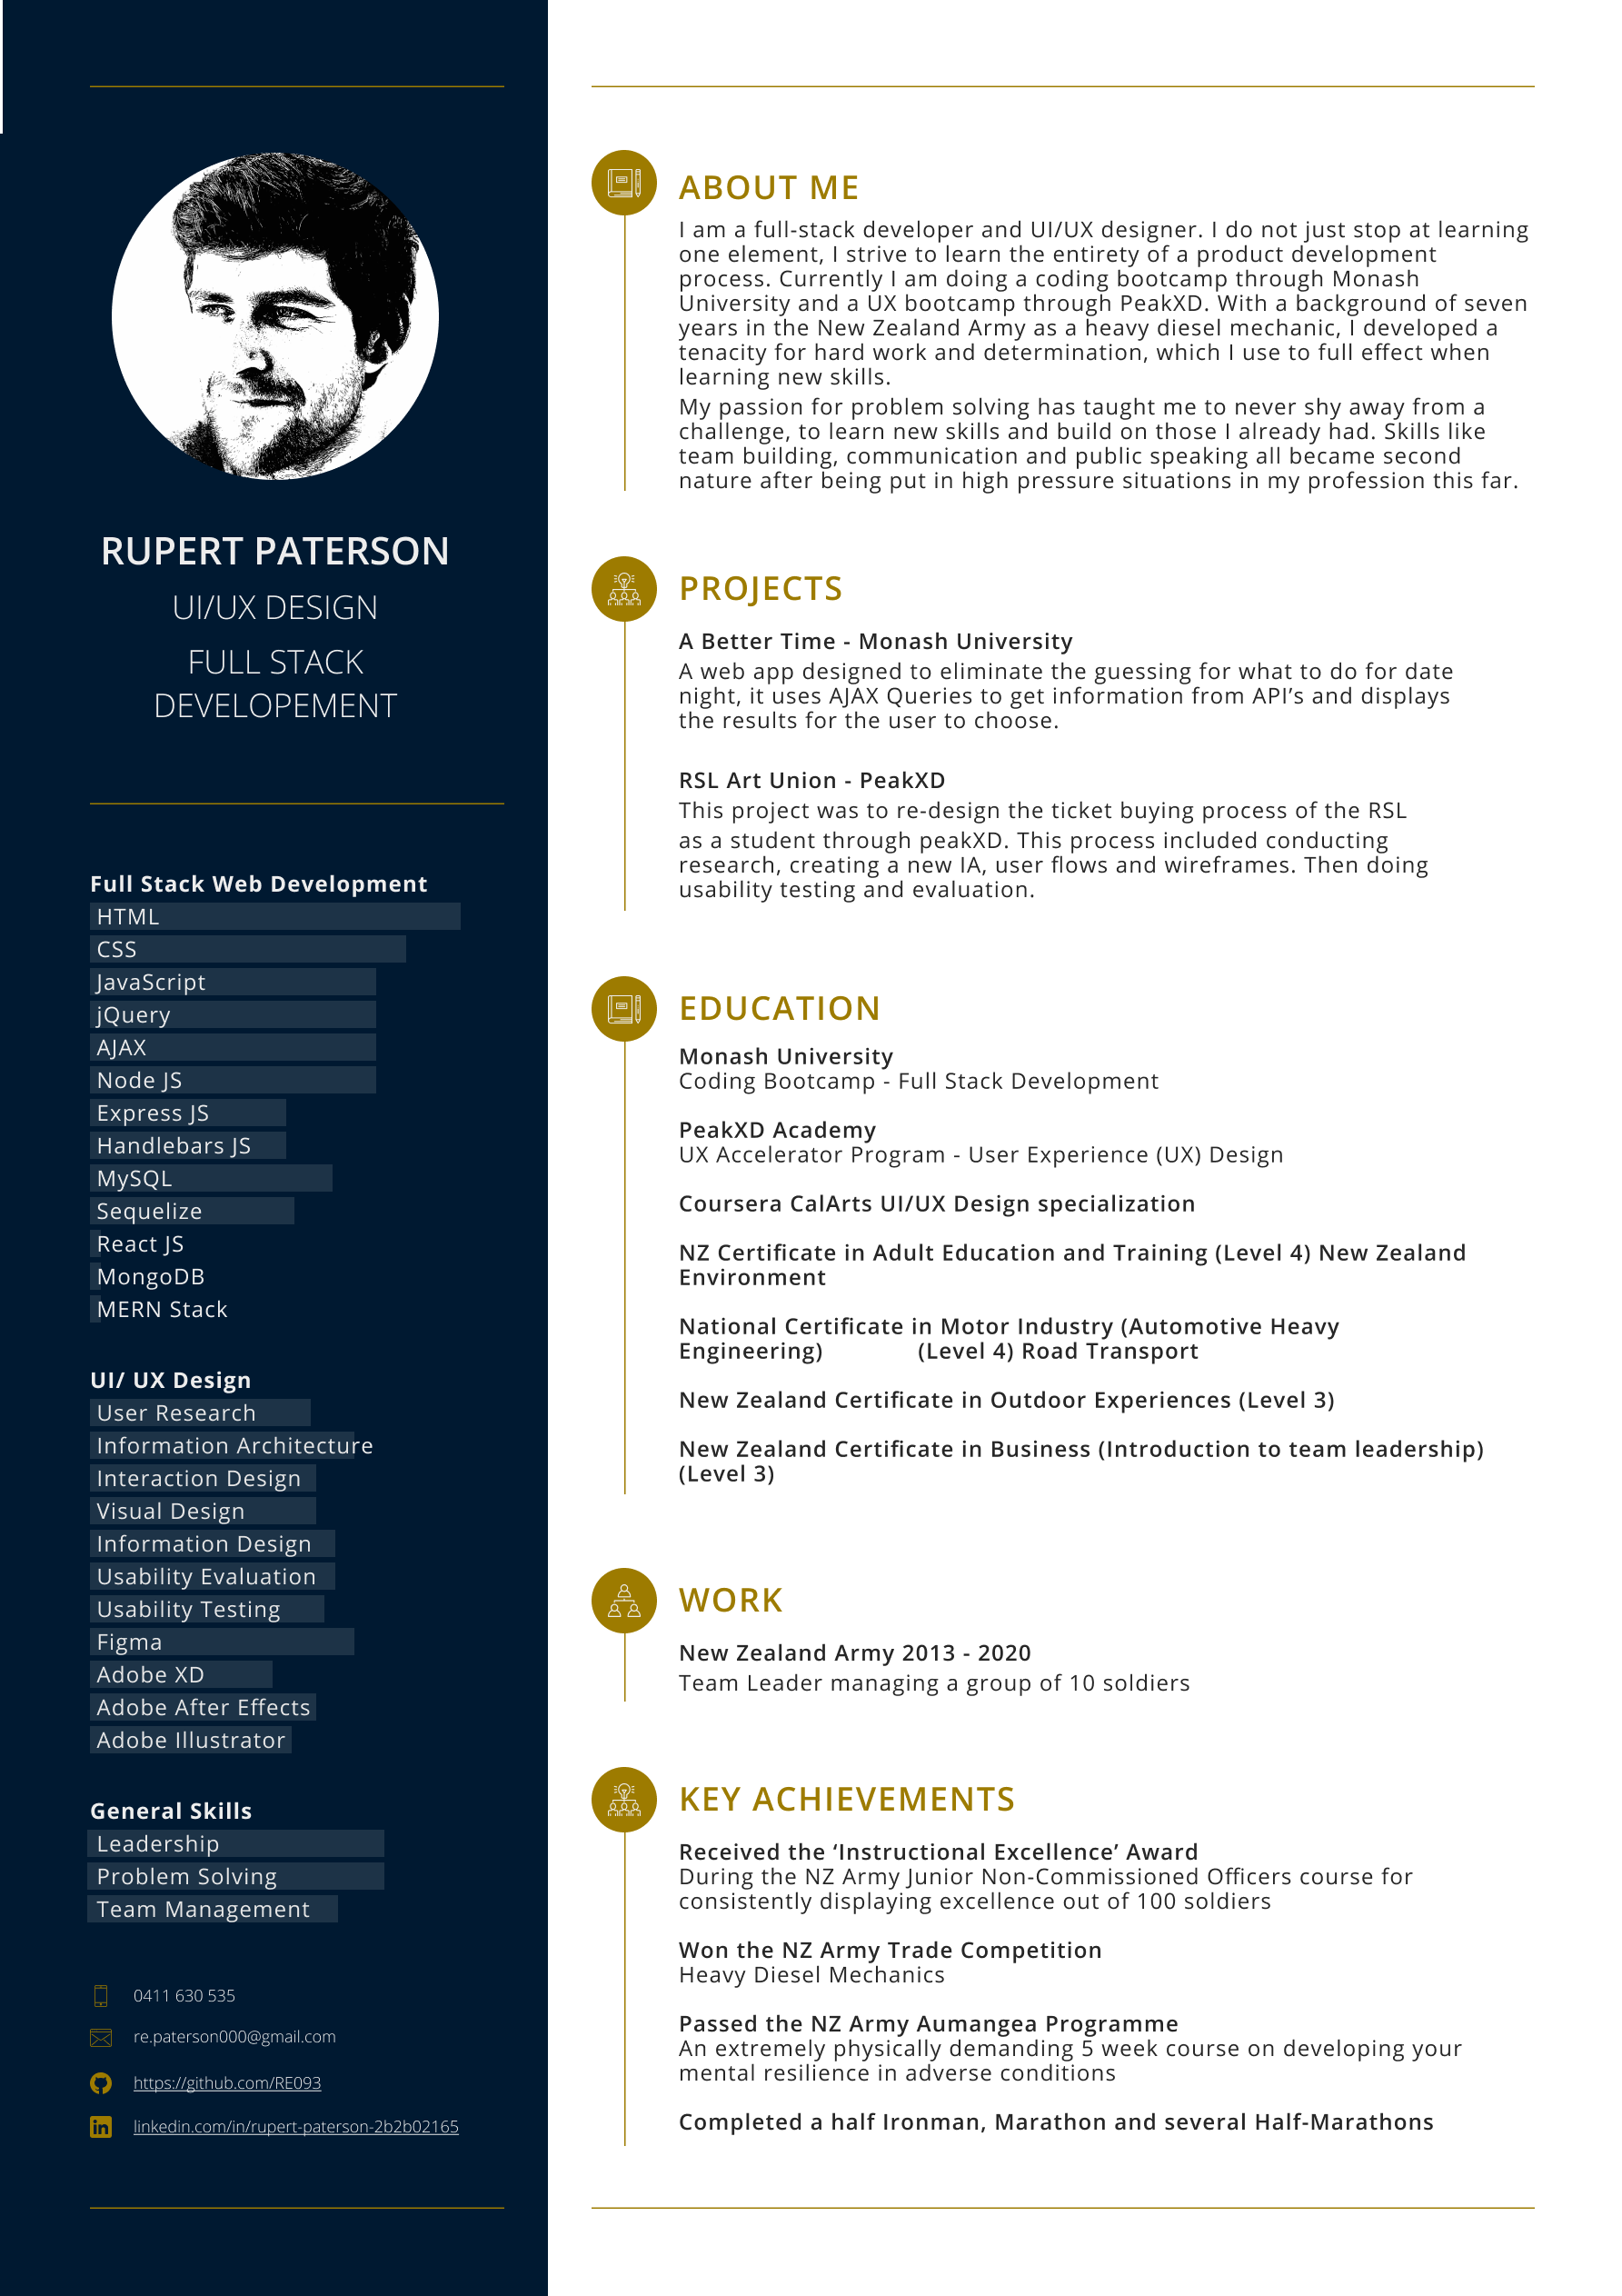 RUPERT PATERSON
UI/UX DESIGN
FULL STACK
DEVELOPEMENT
Full Stack Web Development
HTML
CSS
JavaScript
jQuery
AJAX
Node JS
Express JS
Handlebars JS
MySQL
Sequelize
React JS
MongoDB
MERN Stack
UI/ UX Design
User Research
Information Architecture
Interaction Design
Visual Design
Information Design
Usability Evaluation
Usability Testing
Figma
Adobe XD
Adobe After Effects
Adobe Illustrator
General Skills
Leadership
Problem Solving
Team Management
0411 630 535
re.paterson000@gmail.com
https://github.com/RE093
linkedin.com/in/rupert-paterson-2b2b02165
ABOUT ME
I am a full-stack developer and UI/UX designer. I do not just stop at learning
one element, I strive to learn the entirety of a product development
process. Currently I am doing a coding bootcamp through Monash
University and a UX bootcamp through PeakXD. With a background of seven
years in the New Zealand Army as a heavy diesel mechanic, I developed a
tenacity for hard work and determination, which I use to full effect when
learning new skills.
My passion for problem solving has taught me to never shy away from a
challenge, to learn new skills and build on those I already had. Skills like
team building, communication and public speaking all became second
nature after being put in high pressure situations in my profession this far.
PROJECTS
A Better Time - Monash University
A web app designed to eliminate the guessing for what to do for date
night, it uses AJAX Queries to get information from API’s and displays
the results for the user to choose.
RSL Art Union - PeakXD
This project was to re-design the ticket buying process of the RSL
as a student through peakXD. This process included conducting
research, creating a new IA, user flows and wireframes. Then doing
usability testing and evaluation.
EDUCATION
Monash University
Coding Bootcamp - Full Stack Development
PeakXD Academy
UX Accelerator Program - User Experience (UX) Design
Coursera CalArts UI/UX Design specialization
NZ Certificate in Adult Education and Training (Level 4) New Zealand
Environment
National Certificate in Motor Industry (Automotive Heavy
Engineering) (Level 4) Road Transport
New Zealand Certificate in Outdoor Experiences (Level 3)
New Zealand Certificate in Business (Introduction to team leadership)
(Level 3)
WORK
New Zealand Army 2013 - 2020
Team Leader managing a group of 10 soldiers
KEY ACHIEVEMENTS
Received the ‘Instructional Excellence’ Award
During the NZ Army Junior Non-Commissioned Officers course for
consistently displaying excellence out of 100 soldiers
Won the NZ Army Trade Competition
Heavy Diesel Mechanics
Passed the NZ Army Aumangea Programme
An extremely physically demanding 5 week course on developing your
mental resilience in adverse conditions
Completed a half Ironman, Marathon and several Half-Marathons